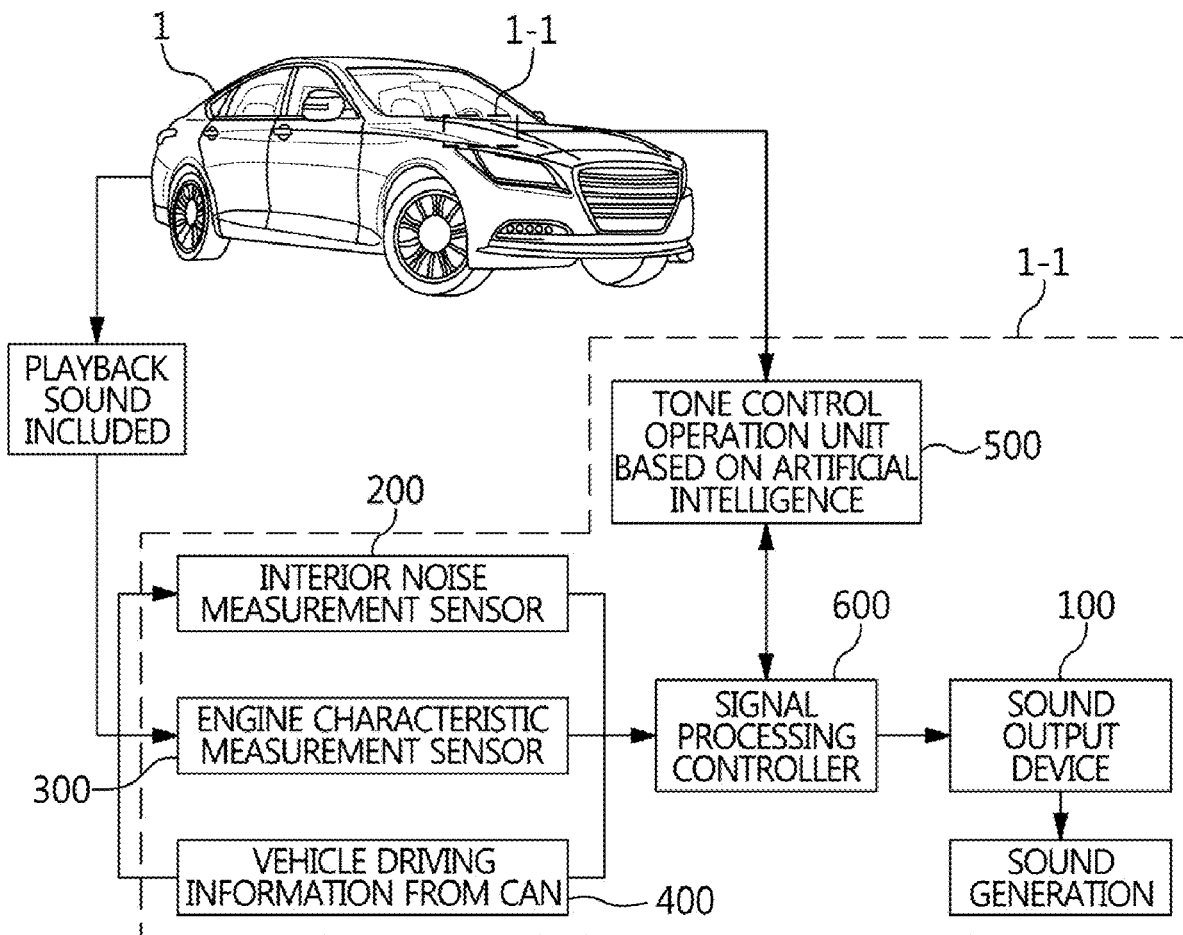 1
1-1
1-1
PLAYBACK
SOUND
INCLUDED
TONE CONTROL
OPERATION UNIT
BASED ON ARTIFICIAL
INTELLIGENCE
500
200
INTERIOR NOISE
MEASUREMENT SENSOR
600
100
ENGINE CHARACTERISTIC
MEASUREMENT SENSOR
300
SIGNAL
PROCESSING
CONTROLLER
SOUND
OUTPUT
DEVICE
VEHICLE DRIVING
INFORMATION FROM CAN
400
SOUND
GENERATION